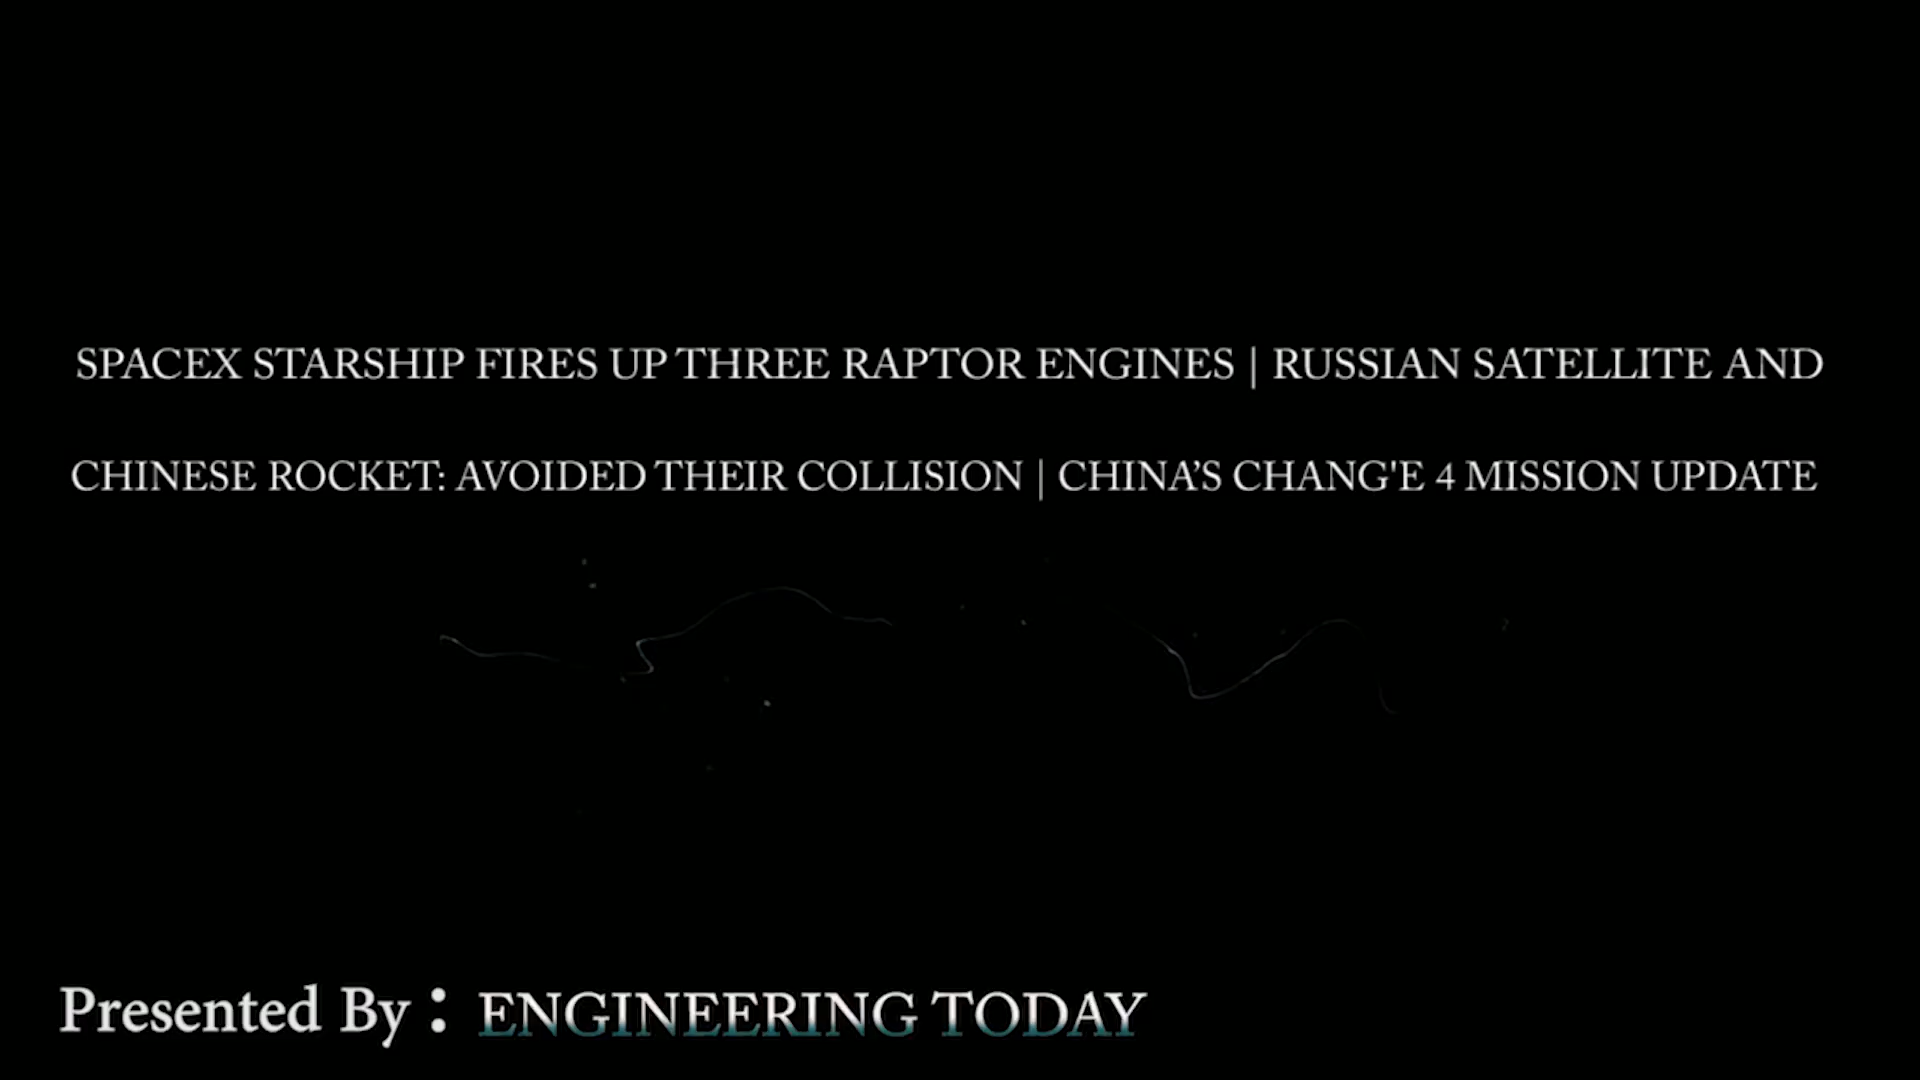 SPACEX STARSHIP FIRES UP THREE RAPTOR ENGINES | RUSSIAN SATELLITE AND
CHINESE ROCKET: AVOIDED THEIR COLLISION | CHINA’S CHANG'E 4 MISSION UPDATE
Presented By : ENGINEERING TODAY